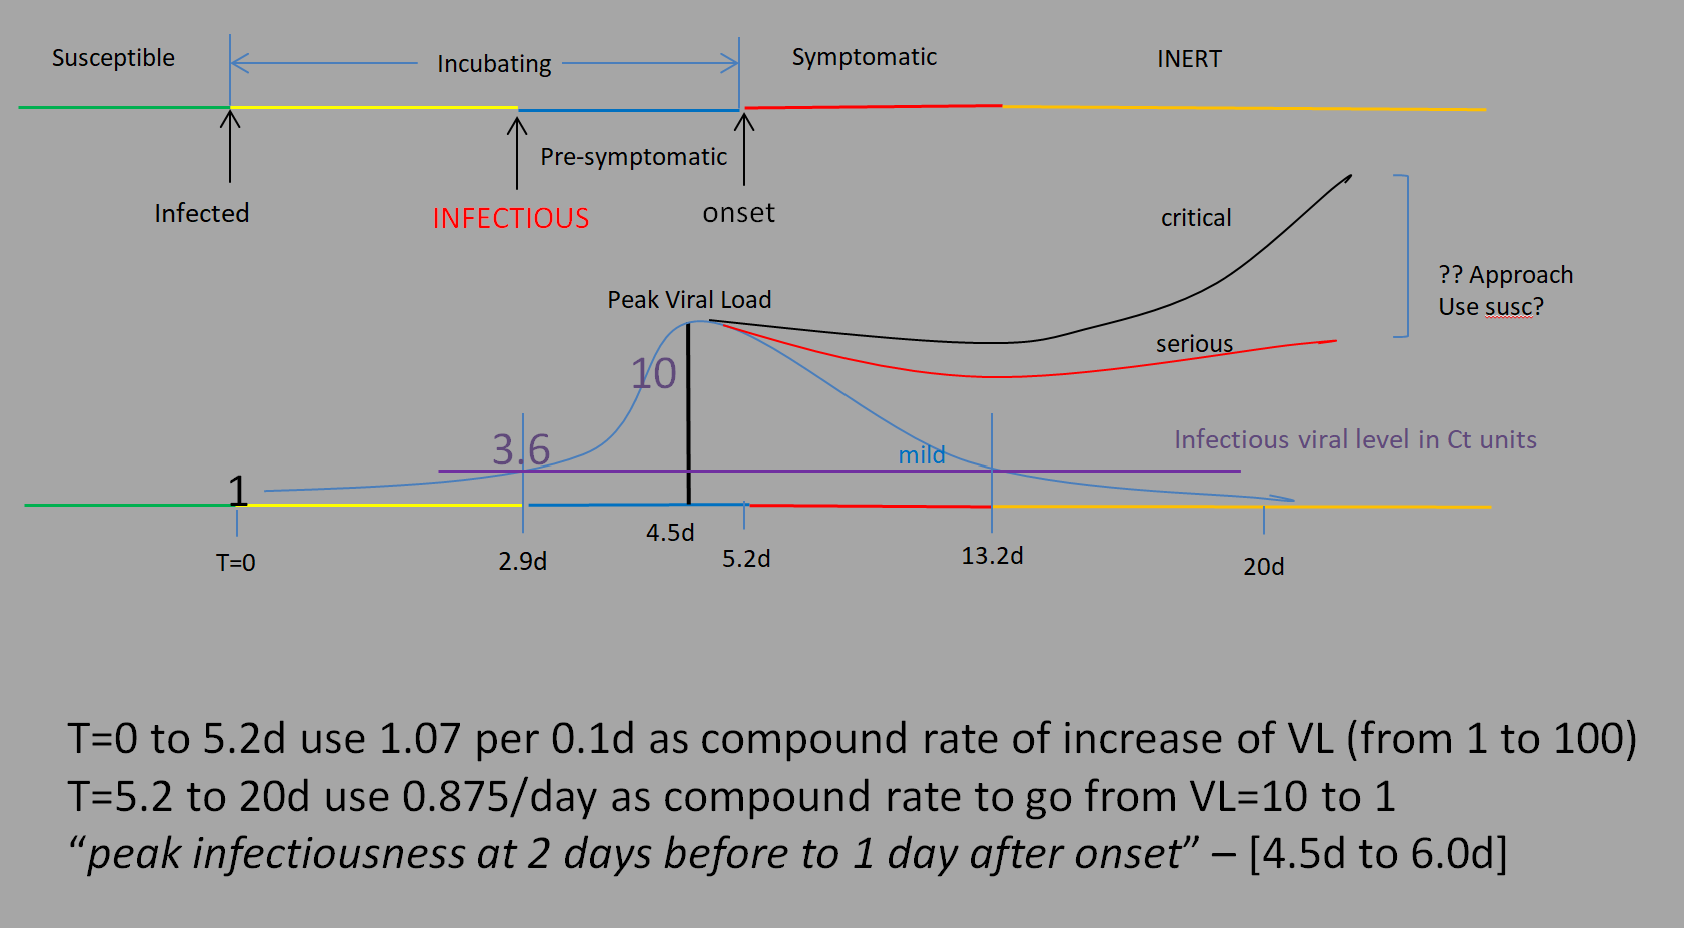 Susceptible
Incubating
Symptomatic
INERT
Pre-symptomatic
Infected
INFECTIOUS
onset
critical
?? Approach
Use susc?
Peak Viral Load
serious
10
3.6
mild
Infectious viral level in Ct units
1
T=0
2.9d
4.5d
5.2d
13.2d
20d
T=0 to 5.2d use 1.07 per 0.1d as compound rate of increase of VL (from 1 to 100)
T=5.2 to 20d use 0.875/day as compound rate to go from VL=10 to 1
“peak infectiousness at 2 days before to 1 day after onset” – [4.5d to 6.0d]